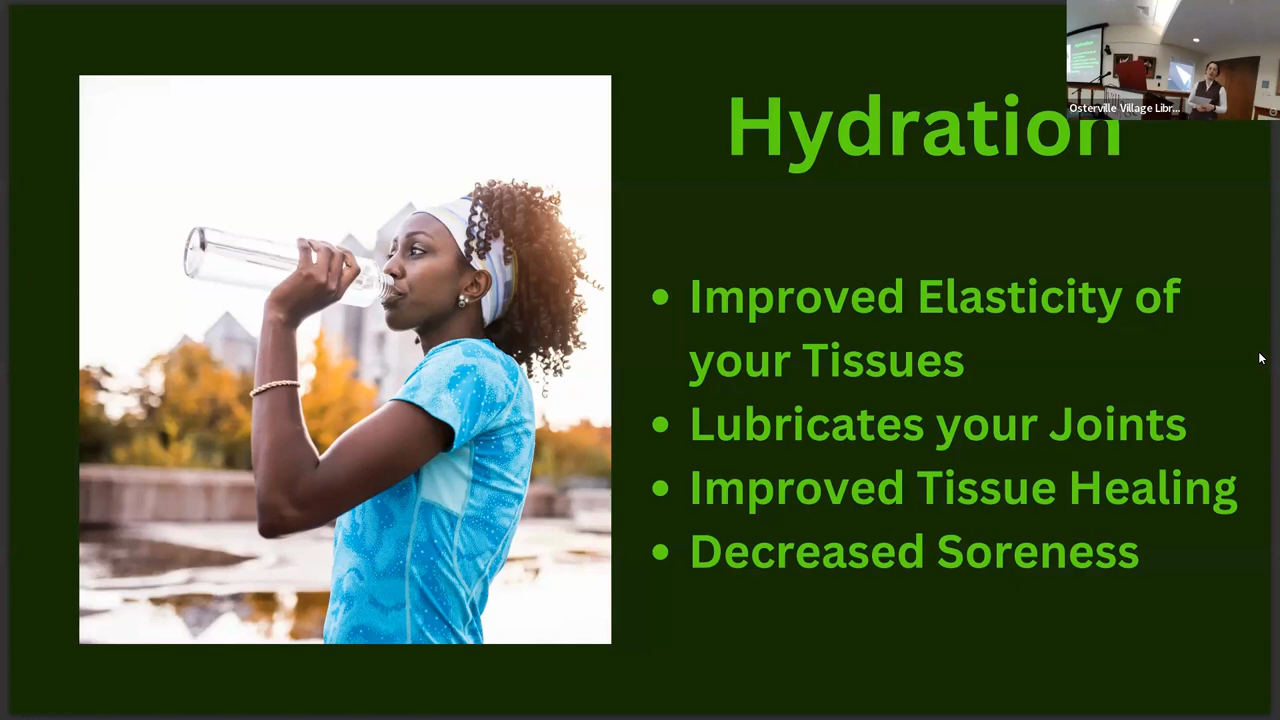 Osterville Village Libr...
Hydration
• Improved Elasticity of
your Tissues
• Lubricates your Joints
• Improved Tissue Healing
• Decreased Soreness